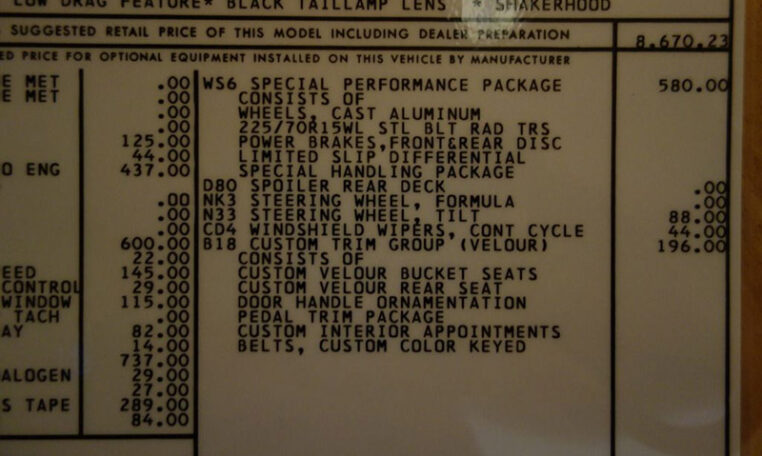 LOW DRAG FEATURE* BLACK TAILLAMP LENS * SHAKERHOOD
SUGGESTED RETAIL PRICE OF THIS MODEL INCLUDING DEALER PREPARATION 8,670.23
ED PRICE FOR OPTIONAL EQUIPMENT INSTALLED ON THIS VEHICLE BY MANUFACTURER
E MET .00
E MET .00
.00
.00
125.00
44.00
O ENG 437.00
.00
.00
.00
600.00
22.00
EED 145.00
CONTROL 29.00
WINDOW 115.00
TACH .00
AY 82.00
14.00
737.00
ALOGEN 29.00
27.00
S TAPE 289.00
84.00
WS6 SPECIAL PERFORMANCE PACKAGE 580.00
CONSISTS OF
WHEELS, CAST ALUMINUM
225/70R15WL STL BLT RAD TRS
POWER BRAKES,FRONT&REAR DISC
LIMITED SLIP DIFFERENTIAL
SPECIAL HANDLING PACKAGE
D80 SPOILER REAR DECK .00
NK3 STEERING WHEEL, FORMULA .00
N33 STEERING WHEEL, TILT 88.00
CD4 WINDSHIELD WIPERS, CONT CYCLE 44.00
B18 CUSTOM TRIM GROUP (VELOUR) 196.00
CONSISTS OF
CUSTOM VELOUR BUCKET SEATS
CUSTOM VELOUR REAR SEAT
DOOR HANDLE ORNAMENTATION
PEDAL TRIM PACKAGE
CUSTOM INTERIOR APPOINTMENTS
BELTS, CUSTOM COLOR KEYED